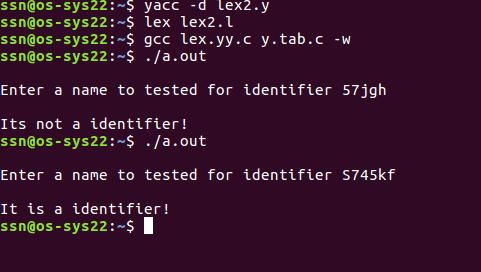 ssn@os-sys22:~$ yacc -d lex2.y
ssn@os-sys22:~$ lex lex2.l
ssn@os-sys22:~$ gcc lex.yy.c y.tab.c -w
ssn@os-sys22:~$ ./a.out
Enter a name to tested for identifier 57jgh
Its not a identifier!
ssn@os-sys22:~$ ./a.out
Enter a name to tested for identifier S745kf
It is a identifier!
ssn@os-sys22:~$